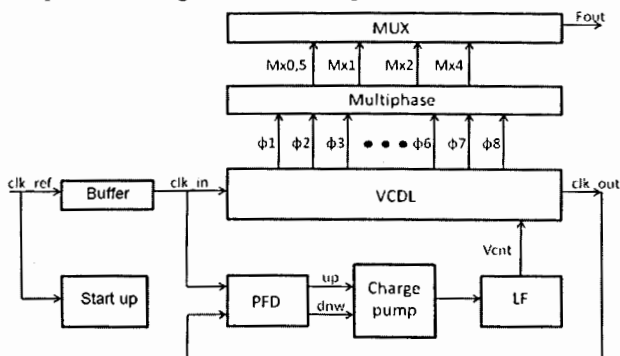 Fout
MUX
Mx0,5 Mx1 Mx2 Mx4
Multiphase
ϕ1 ϕ2 ϕ3 ϕ6 ϕ7 ϕ8
clk_ref Buffer clk_in VCDL clk_out
Vcnt
Start up PFD up dnw Charge pump LF